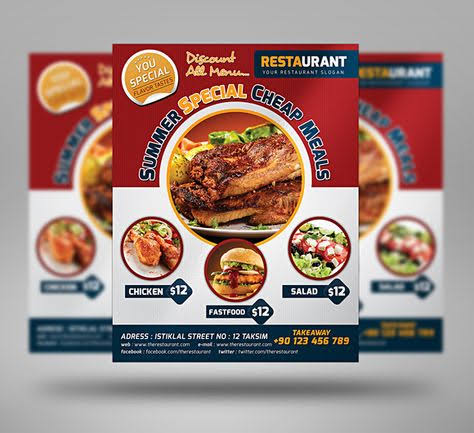 YOU
SPECIAL
FLAVOR TASTES
Discount
All Menu...
RESTAURANT
YOUR RESTAURANT SLOGAN
SUMMER SPECIAL CHEAP MEALS
CHICKEN $12
FASTFOOD $12
SALAD $12
ADRESS : ISTIKLAL STREET NO : 12 TAKSIM
web : www.therestaurant.com e-mail : www.therestaurant.com
facebook : facebook.com/therestaurant twitter : twitter.com/therestaurant
TAKEAWAY
+90 123 456 789